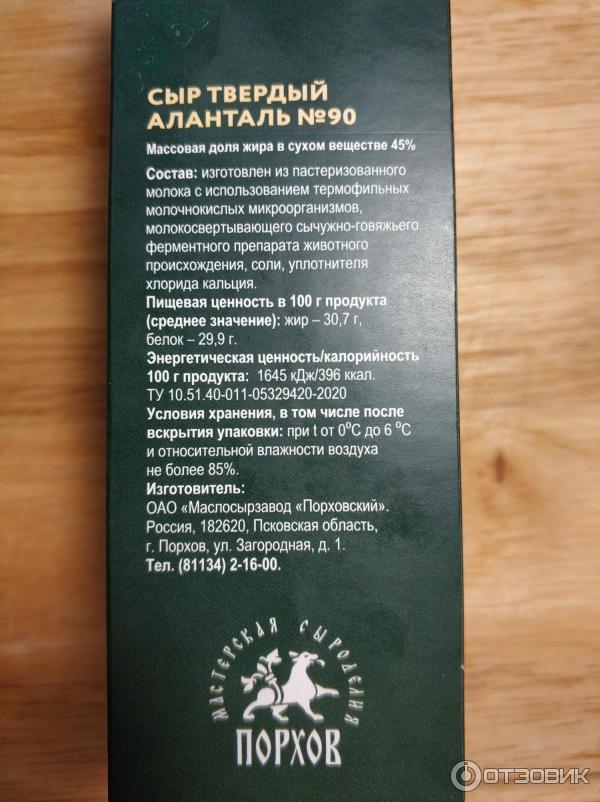 СЫР ТВЕРДЫЙ
АЛАНТАЛЬ №90
Массовая доля жира в сухом веществе 45%
Состав: изготовлен из пастеризованного
молока с использованием термофильных
молочнокислых микроорганизмов,
молокосвертывающего сычужно-говяжьего
ферментного препарата животного
происхождения, соли, уплотнителя
хлорида кальция.
Пищевая ценность в 100 г продукта
(среднее значение): жир – 30,7 г,
белок – 29,9 г.
Энергетическая ценность/калорийность
100 г продукта: 1645 кДж/396 ккал.
ТУ 10.51.40-011-05329420-2020
Условия хранения, в том числе после
вскрытия упаковки: при t от 0°С до 6 °С
и относительной влажности воздуха
не более 85%.
Изготовитель:
ОАО «Маслосырзавод «Порховский».
Россия, 182620, Псковская область,
г. Порхов, ул. Загородная, д. 1.
Тел. (81134) 2-16-00.
МАСТЕРСКАЯ СЫРОДЕЛИЯ
ПОРХОВ
ОТЗОВИК